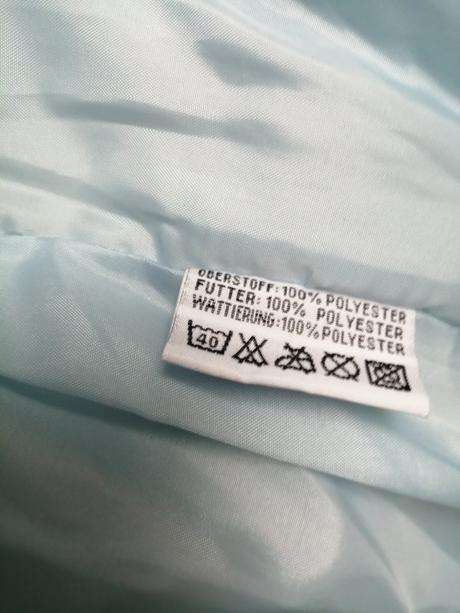 OBERSTOFF: 100% POLYESTER
FUTTER: 100% POLYESTER
WATTIERUNG: 100% POLYESTER
40